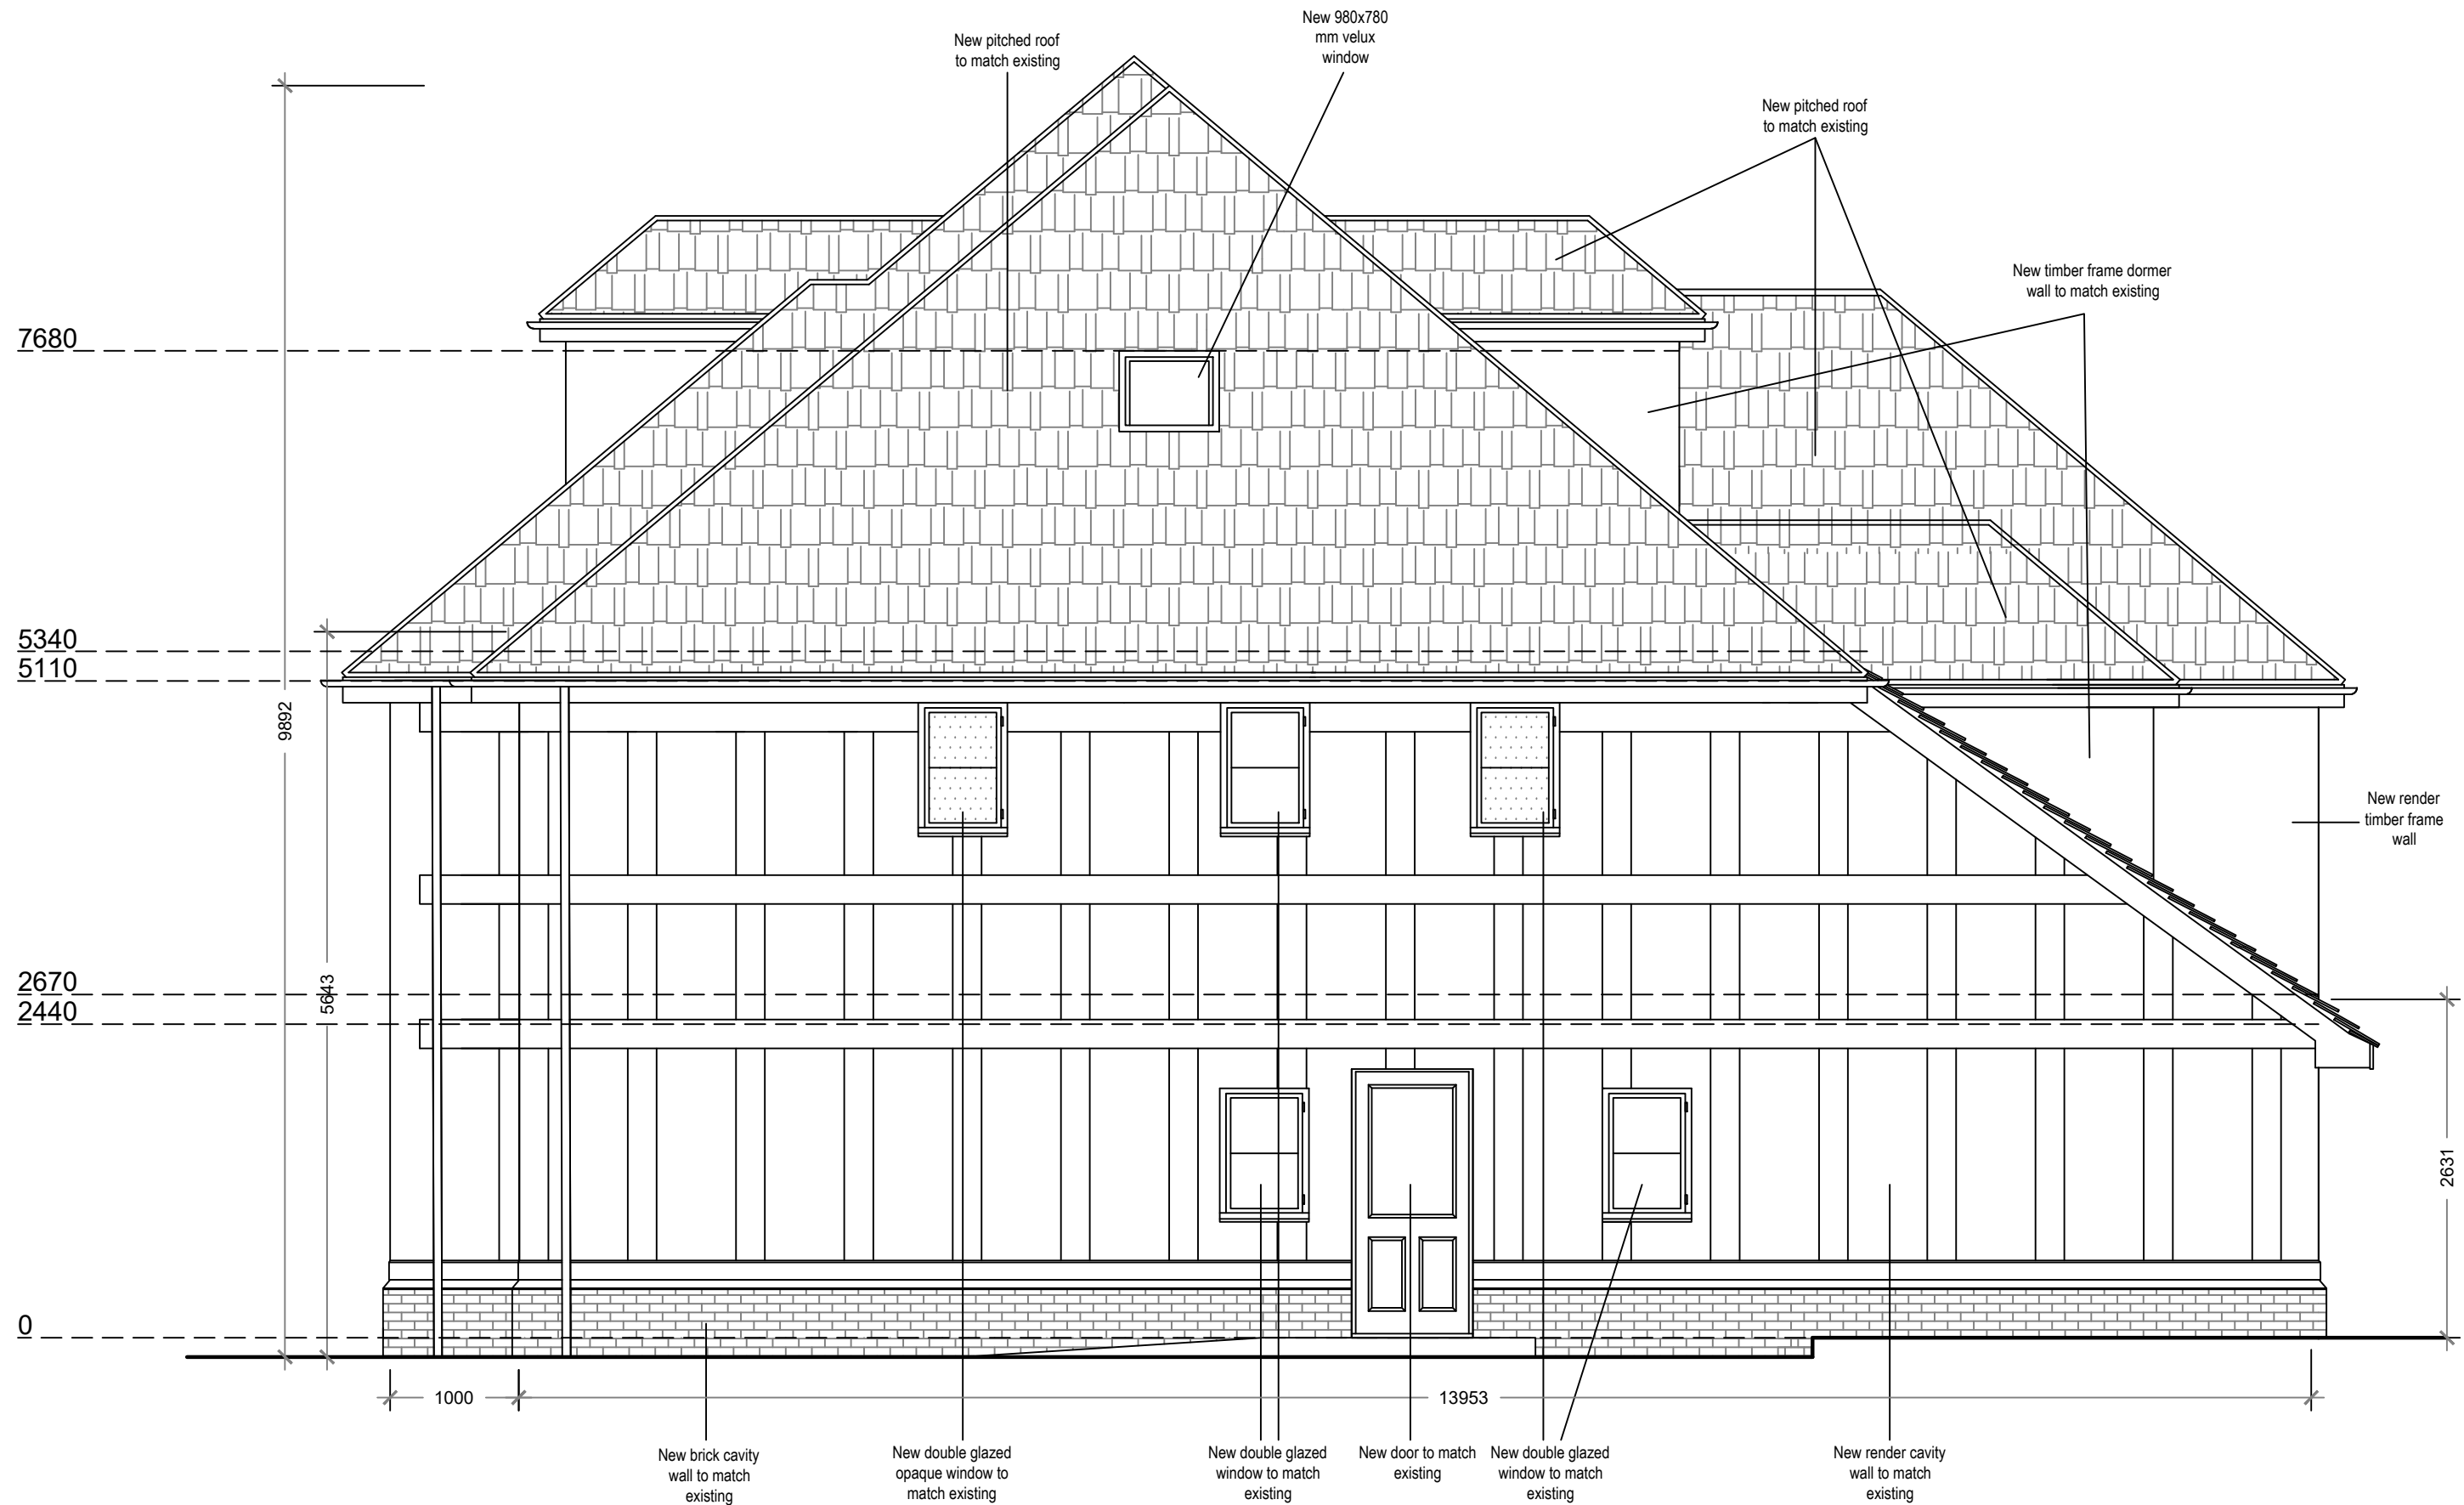 New 980x780
mm velux
window
New pitched roof
to match existing
New pitched roof
to match existing
New timber frame dormer
wall to match existing
7680
5340
5110
9892
New render
timber frame
wall
5643
2670
2440
2631
0
1000
13953
New brick cavity
wall to match
existing
New double glazed
opaque window to
match existing
New double glazed
window to match
existing
New door to match
existing
New double glazed
window to match
existing
New render cavity
wall to match
existing